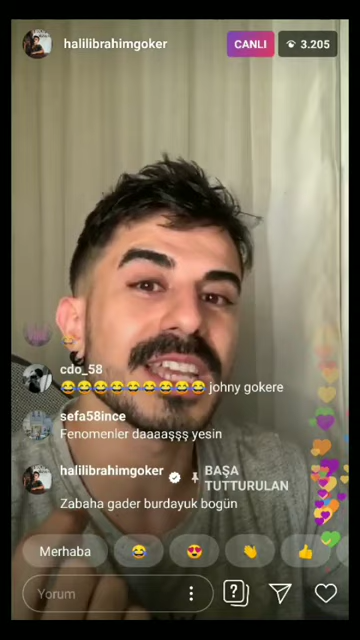 halilibrahimgoker
CANLI
3.205
cdo_58
😂😂😂😂😂😂😂😂😂 johny gokere
sefa58ince
Fenomenler daaaaşşş yesin
halilibrahimgoker
BAŞA
TUTTURULAN
Zabaha gader burdayuk bogün
Merhaba
Yorum